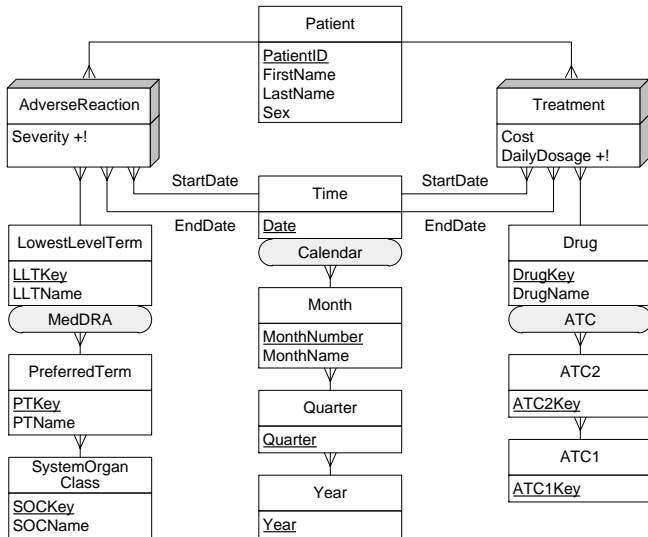 Patient
PatientID
FirstName
LastName
Sex
AdverseReaction
Severity +!
Treatment
Cost
DailyDosage +!
StartDate
StartDate
Time
Date
EndDate
EndDate
Calendar
LowestLevelTerm
LLTKey
LLTName
MedDRA
Drug
DrugKey
DrugName
ATC
Month
MonthNumber
MonthName
PreferredTerm
PTKey
PTName
ATC2
ATC2Key
Quarter
Quarter
SystemOrgan
Class
SOCKey
SOCName
ATC1
ATC1Key
Year
Year